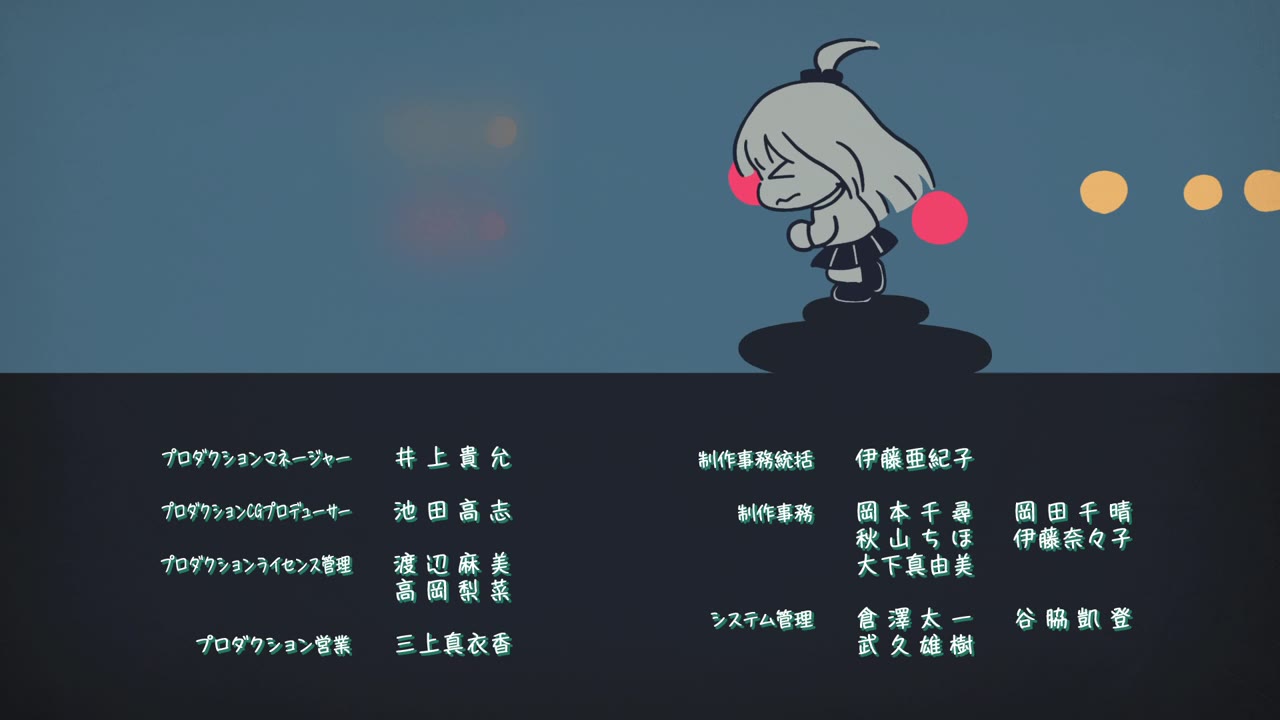 プロダクションマネージャー 井上貴允
プロダクションCGプロデューサー 池田高志
プロダクションライセンス管理 渡辺麻美
高岡梨菜
プロダクション営業 三上真衣香
制作事務統括 伊藤亜紀子
制作事務 岡本千尋 岡田千晴
秋山ちほ 伊藤奈々子
大下真由美
システム管理 倉澤太一 谷脇凱登
武久雄樹